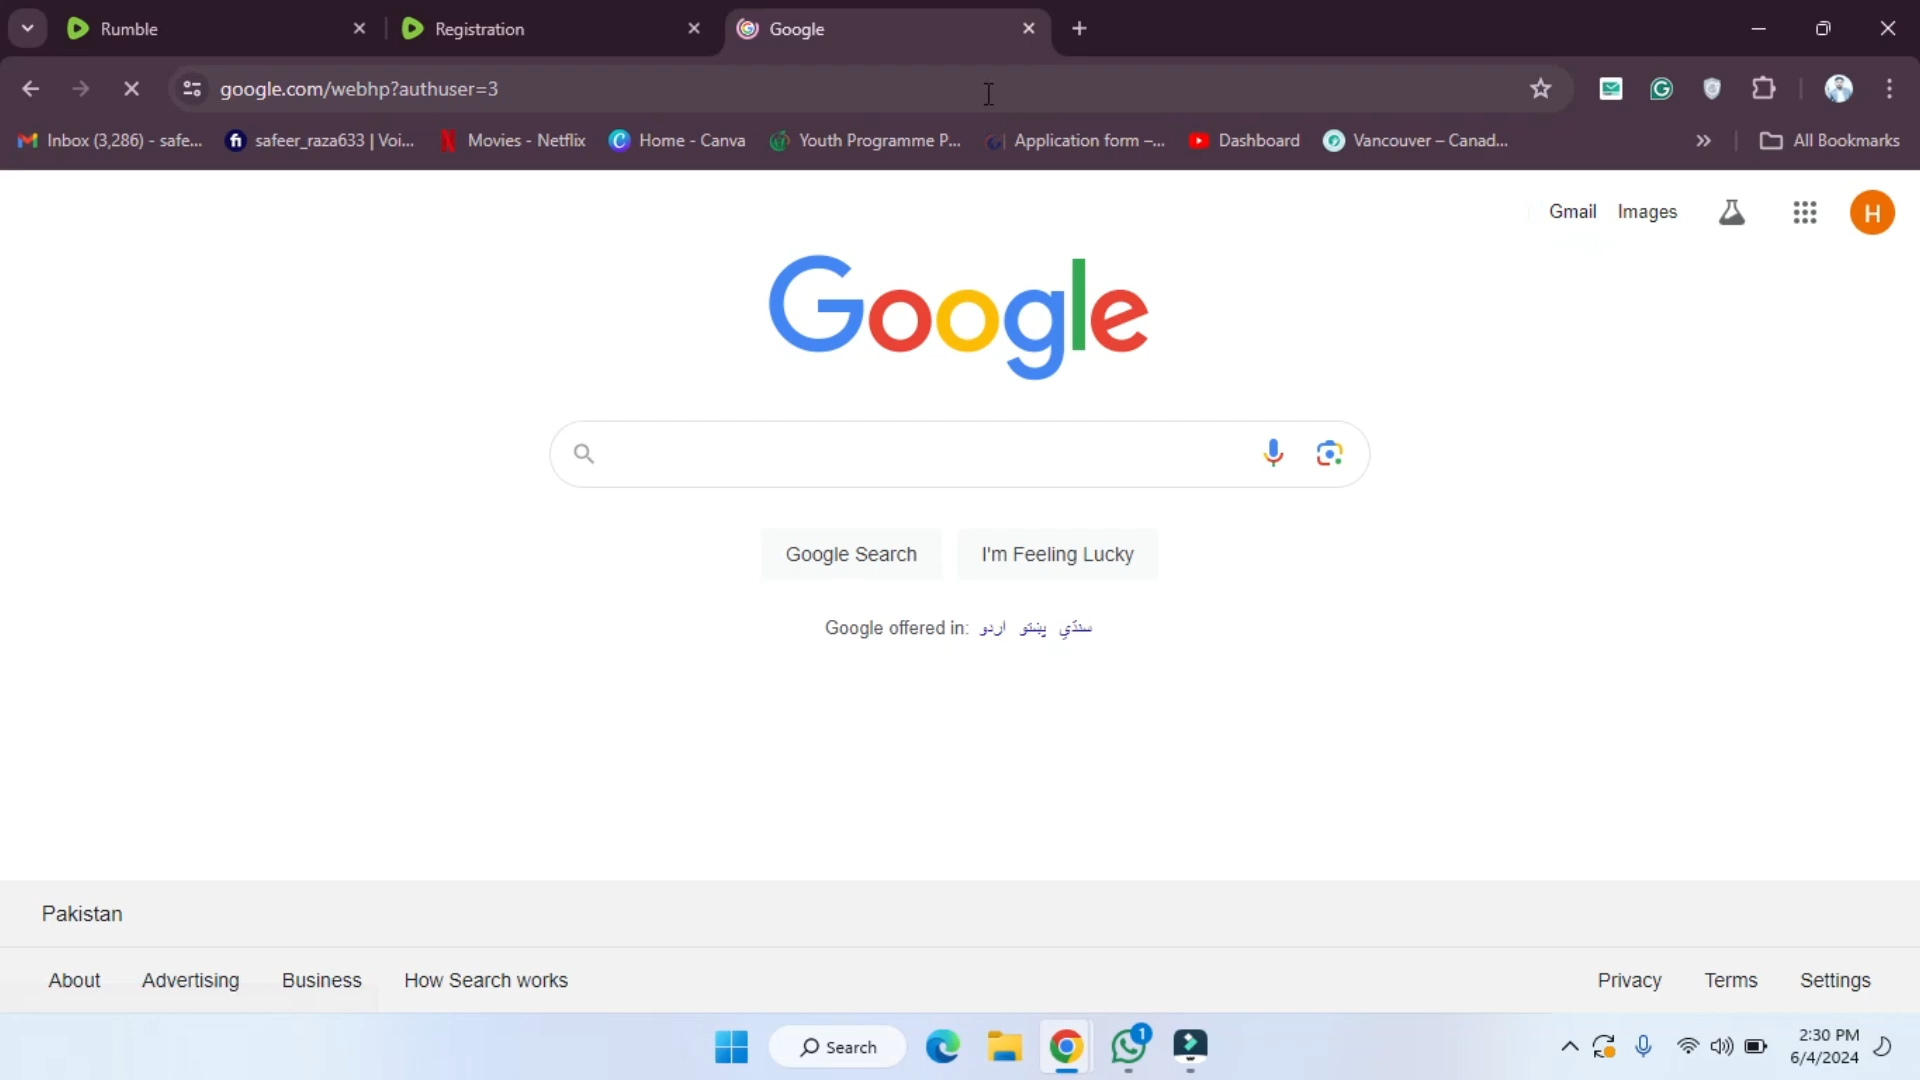 Rumble
Registration
Google
google.com/webhp?authuser=3
Inbox (3,286) - safe...
safeer_raza633 | Voi...
Movies - Netflix
Home - Canva
Youth Programme P...
Application form –...
Dashboard
Vancouver – Canad...
All Bookmarks
Gmail
Images
H
Google
Google Search
I'm Feeling Lucky
Google offered in: اردو پښتو سنڌي
Pakistan
About
Advertising
Business
How Search works
Privacy
Terms
Settings
Search
1
2:30 PM
6/4/2024